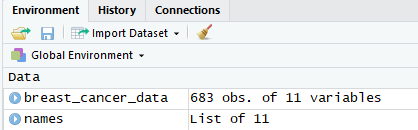 Environment History Connections
Import Dataset
Global Environment
Data
breast_cancer_data 683 obs. of 11 variables
names List of 11